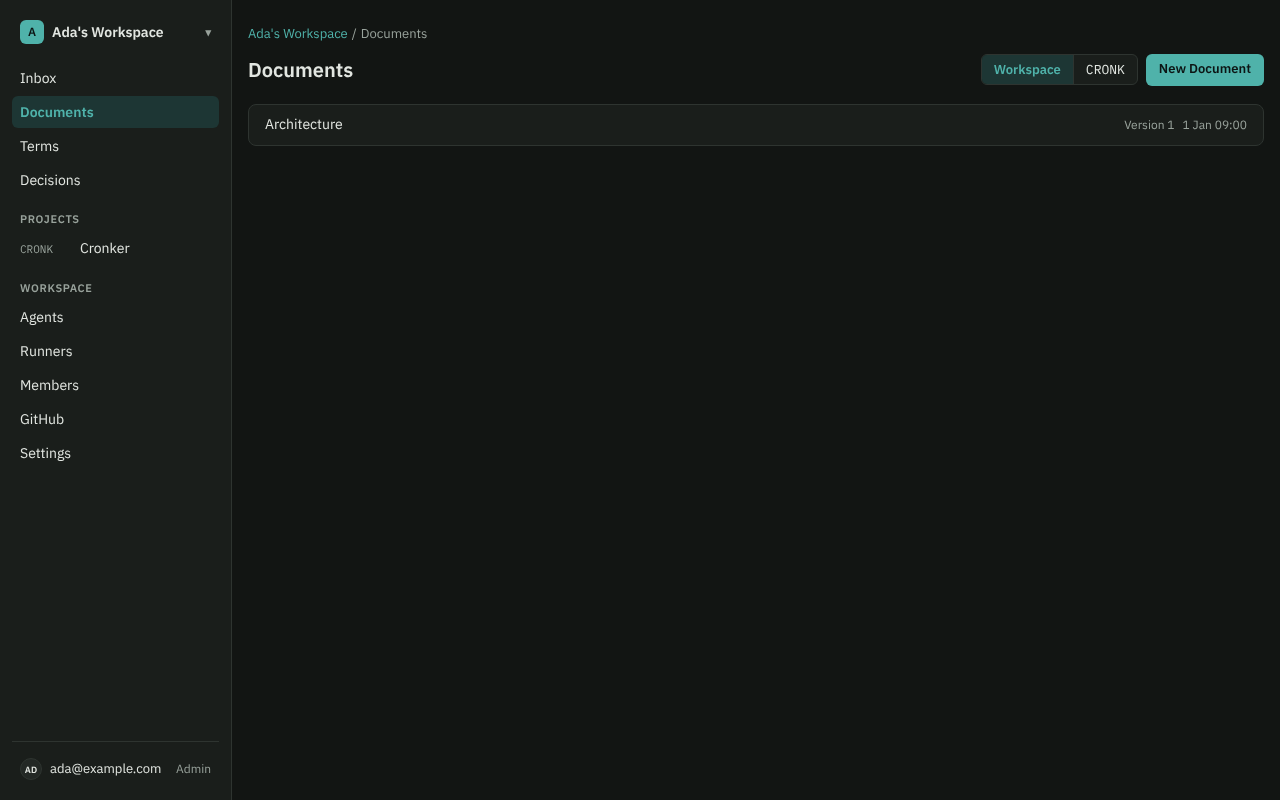 A Ada's Workspace ▾
Inbox
Documents
Terms
Decisions
PROJECTS
CRONK Cronker
WORKSPACE
Agents
Runners
Members
GitHub
Settings
AD ada@example.com Admin
Ada's Workspace / Documents
Documents
Workspace CRONK New Document
Architecture Version 1 1 Jan 09:00